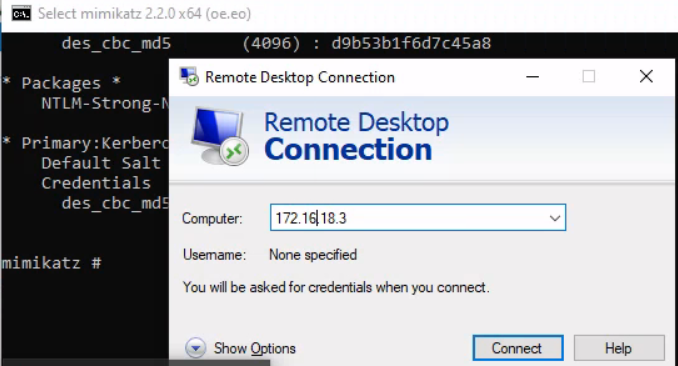 Select mimikatz 2.2.0 x64 (oe.eo)
des_cbc_md5 (4096) : d9b53b1f6d7c45a8
* Packages *
NTLM-Strong-N
* Primary:Kerbero
Default Salt
Credentials
des_cbc_md5
mimikatz #
Remote Desktop Connection
Remote Desktop
Connection
Computer: 172.16.18.3
Username: None specified
You will be asked for credentials when you connect.
Show Options
Connect
Help